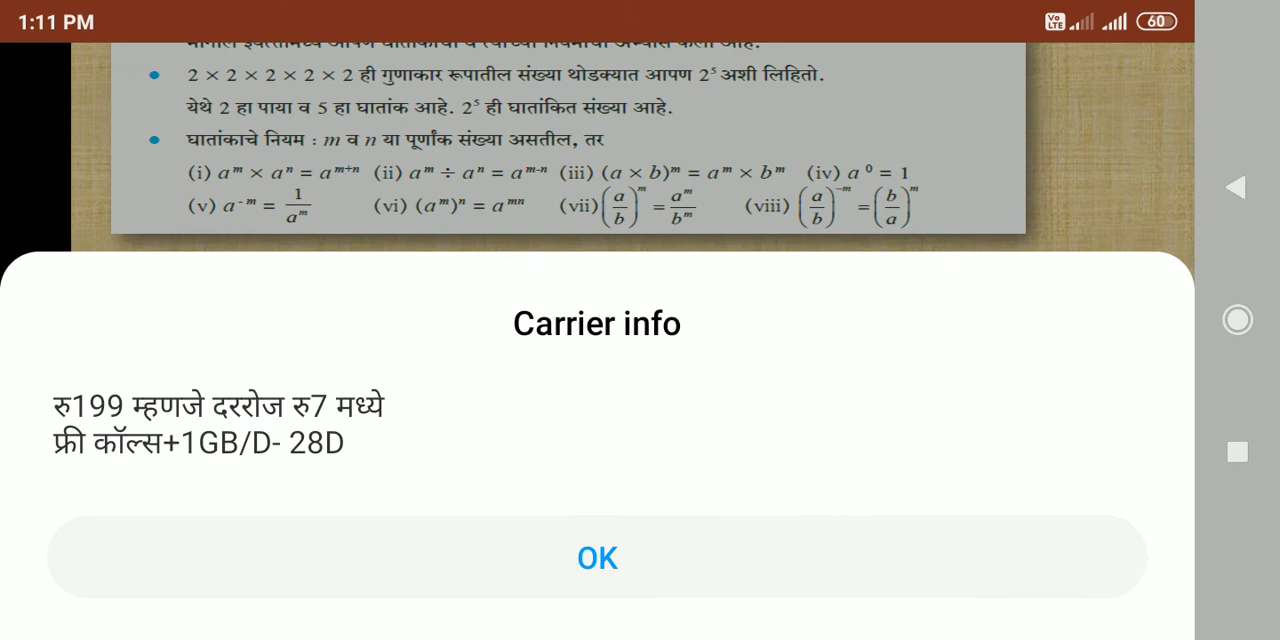 1:11 PM
Vo LTE
60
2 × 2 × 2 × 2 × 2 ही गुणाकार रूपातील संख्या थोडक्यात आपण 2⁵ अशी लिहितो.
येथे 2 हा पाया व 5 हा घातांक आहे. 2⁵ ही घातांकित संख्या आहे.
घातांकाचे नियम : m व n या पूर्णांक संख्या असतील, तर
(i) aᵐ × aⁿ = aᵐ⁺ⁿ (ii) aᵐ ÷ aⁿ = aᵐ⁻ⁿ (iii) (a × b)ᵐ = aᵐ × bᵐ (iv) a⁰ = 1
(v) a⁻ᵐ = 1/aᵐ (vi) (aᵐ)ⁿ = aᵐⁿ (vii) (a/b)ᵐ = aᵐ/bᵐ (viii) (a/b)⁻ᵐ = (b/a)ᵐ
Carrier info
रु199 म्हणजे दररोज रु7 मध्ये
फ्री कॉल्स+1GB/D- 28D
OK